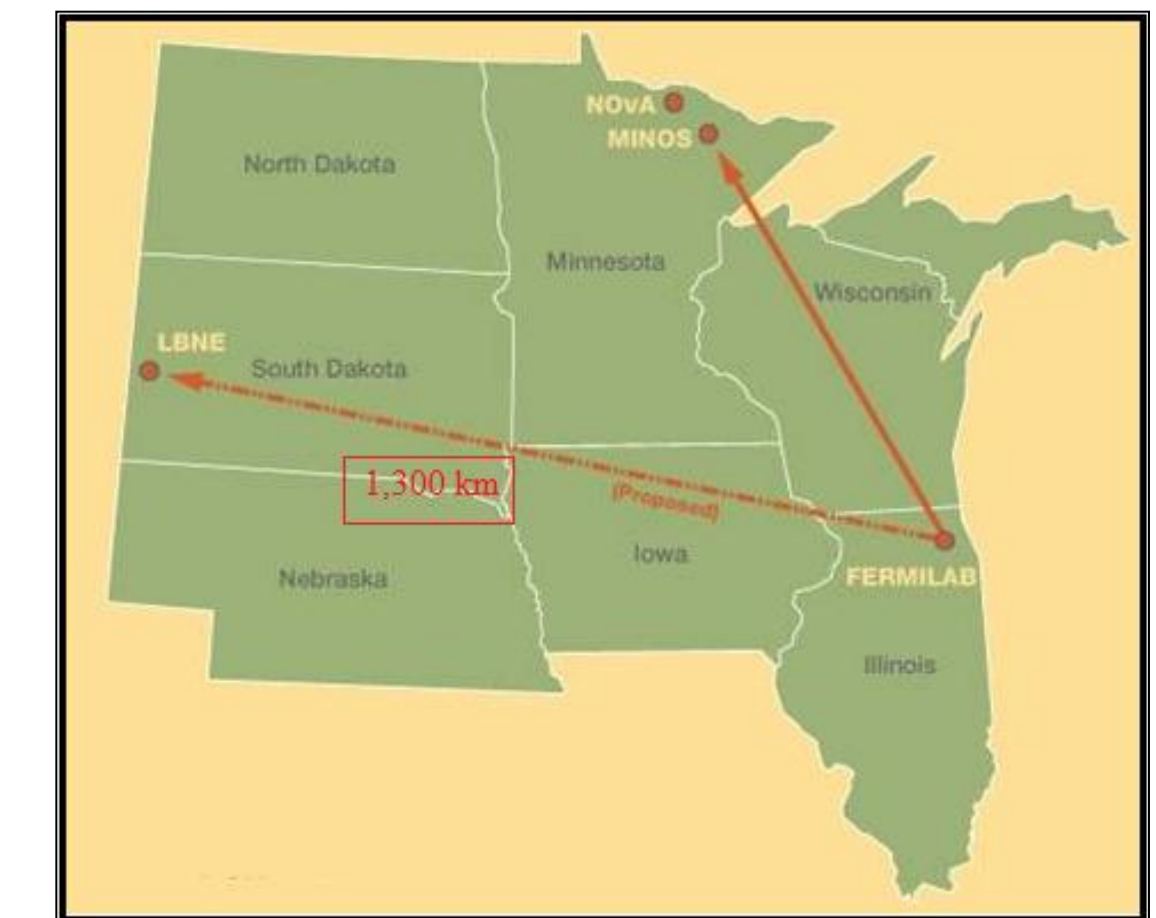 NOvA
MINOS
North Dakota
Minnesota
Wisconsin
LBNE
South Dakota
1,300 km
(Proposed)
Iowa
FERMILAB
Nebraska
Illinois